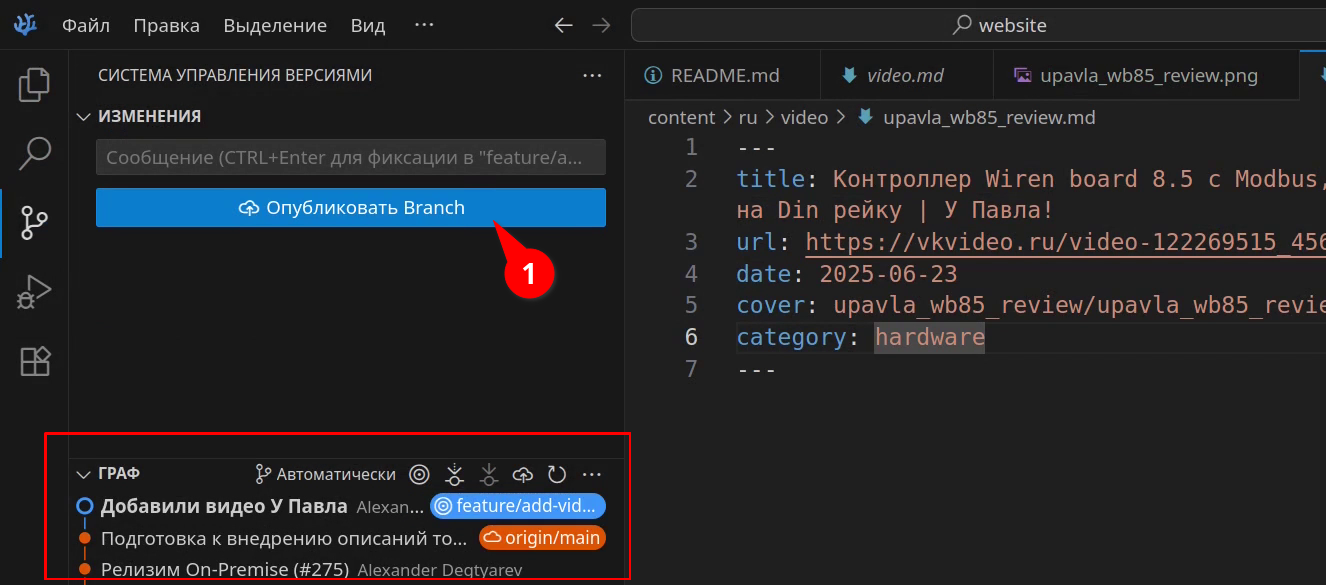 Файл Правка Выделение Вид ··· website
СИСТЕМА УПРАВЛЕНИЯ ВЕРСИЯМИ ···
README.md video.md upavla_wb85_review.png
ИЗМЕНЕНИЯ
Сообщение (CTRL+Enter для фиксации в "feature/a...
Опубликовать Branch
1
content > ru > video > upavla_wb85_review.md
1 ---
2 title: Контроллер Wiren board 8.5 с Modbus,
на Din рейку | У Павла!
3 url: https://vkvideo.ru/video-122269515_456
4 date: 2025-06-23
5 cover: upavla_wb85_review/upavla_wb85_revie
6 category: hardware
7 ---
ГРАФ Автоматически ···
Добавили видео У Павла Alexan... feature/add-vid...
Подготовка к внедрению описаний то... origin/main
Релизим On-Premise (#275) Alexander Degtyarev